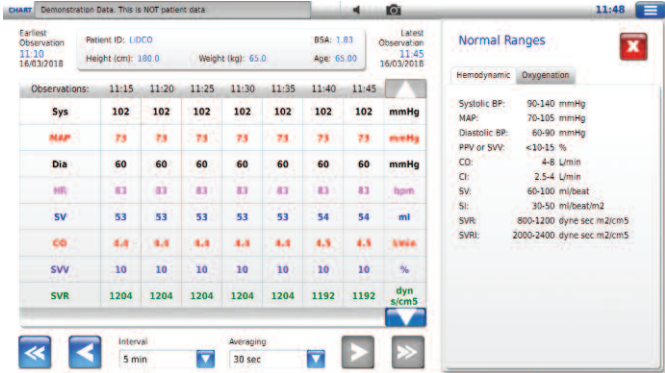 CHART Demonstration Data. This is NOT patient data 11:48
Earliest Observation 11:10 16/03/2018
Patient ID: LiDCO BSA: 1.83
Height (cm): 180.0 Weight (kg): 65.0 Age: 65.00
Latest Observation 11:45 16/03/2018
Observations: 11:15 11:20 11:25 11:30 11:35 11:40 11:45
Sys 102 102 102 102 102 102 102 mmHg
MAP 73 73 73 73 73 73 73 mmHg
Dia 60 60 60 60 60 60 60 mmHg
HR 83 83 83 83 83 83 83 bpm
SV 53 53 53 53 53 54 54 ml
CO 4.4 4.4 4.4 4.4 4.4 4.5 4.5 l/min
SVV 10 10 10 10 10 10 10 %
SVR 1204 1204 1204 1204 1204 1192 1192 dyn s/cm5
Interval Averaging
5 min 30 sec
Normal Ranges
Hemodynamic Oxygenation
Systolic BP: 90-140 mmHg
MAP: 70-105 mmHg
Diastolic BP: 60-90 mmHg
PPV or SVV: <10-15 %
CO: 4-8 L/min
CI: 2.5-4 L/min
SV: 60-100 ml/beat
SI: 30-50 ml/beat/m2
SVR: 800-1200 dyne sec m2/cm5
SVRI: 2000-2400 dyne sec m2/cm5